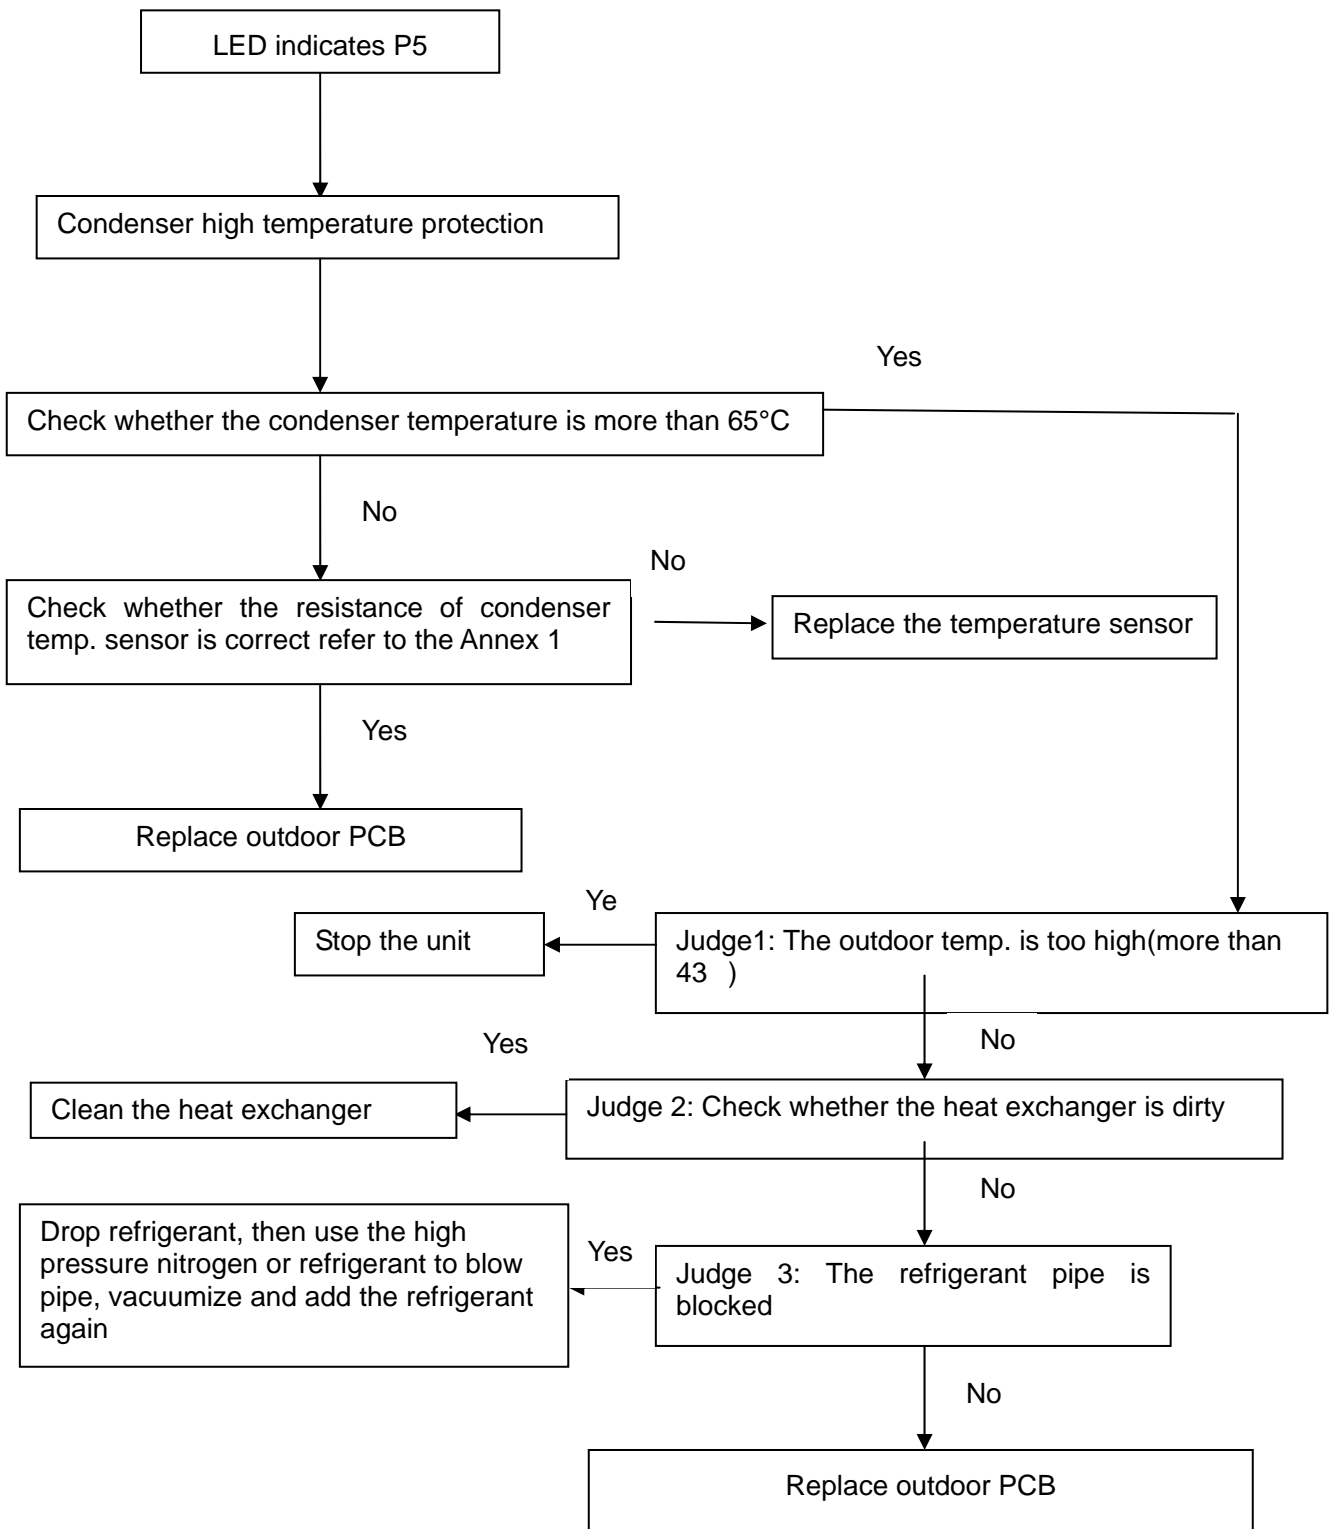 LED indicates P5
Condenser high temperature protection
Yes
Check whether the condenser temperature is more than 65°C
No
No
Check whether the resistance of condenser
temp. sensor is correct refer to the Annex 1
Replace the temperature sensor
Yes
Replace outdoor PCB
Ye
Stop the unit
Judge1: The outdoor temp. is too high(more than
43 )
No
Yes
Clean the heat exchanger
Judge 2: Check whether the heat exchanger is dirty
No
Drop refrigerant, then use the high
pressure nitrogen or refrigerant to blow
pipe, vacuumize and add the refrigerant
again
Yes
Judge 3: The refrigerant pipe is
blocked
No
Replace outdoor PCB